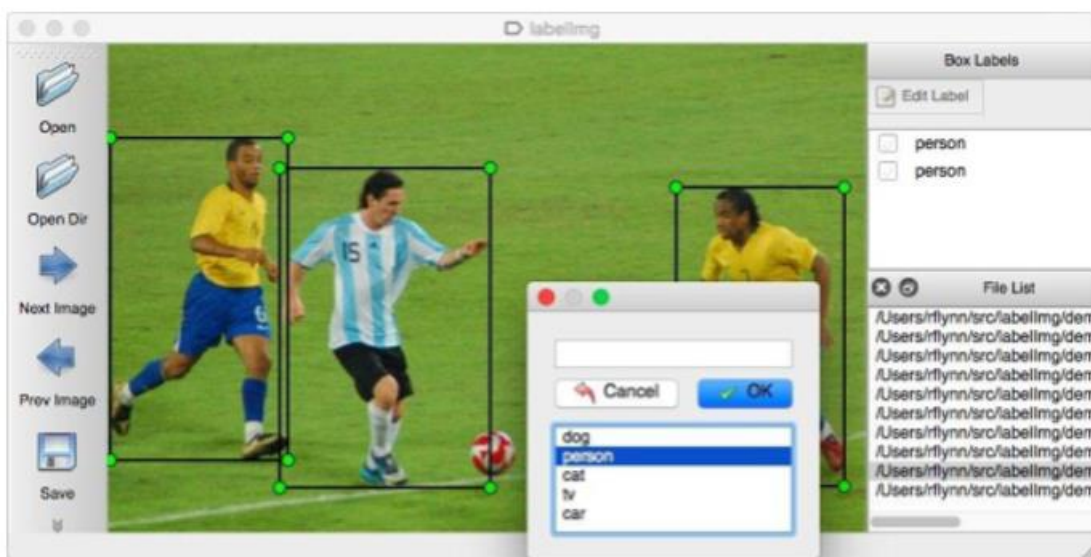 labelImg
Open
Open Dir
Next Image
Prev Image
Save
15
Box Labels
Edit Label
person
person
File List
/Users/rflynn/src/labelImg/dem
/Users/rflynn/src/labelImg/dem
/Users/rflynn/src/labelImg/dem
/Users/rflynn/src/labelImg/dem
/Users/rflynn/src/labelImg/dem
/Users/rflynn/src/labelImg/dem
/Users/rflynn/src/labelImg/dem
/Users/rflynn/src/labelImg/dem
/Users/rflynn/src/labelImg/dem
/Users/rflynn/src/labelImg/dem
Cancel
OK
dog
person
cat
tv
car